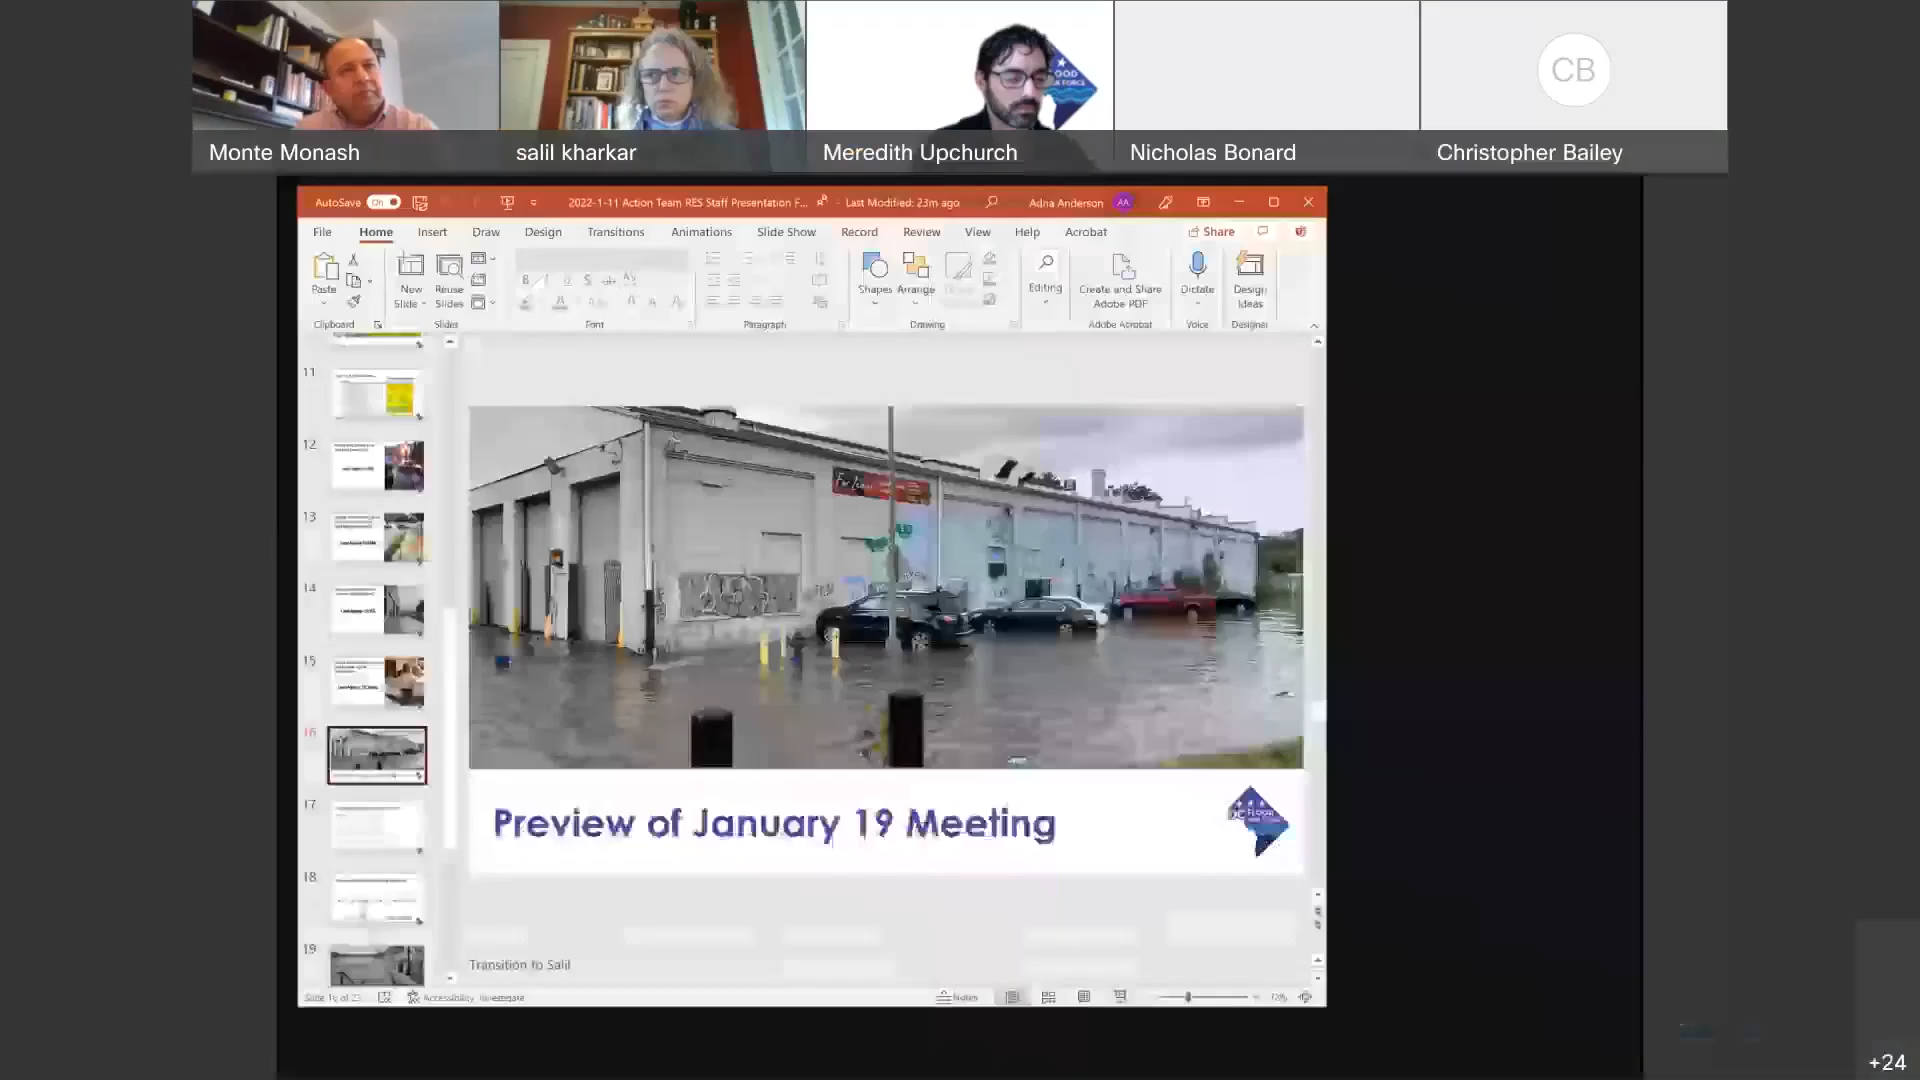 CB
Monte Monash
salil kharkar
Meredith Upchurch
Nicholas Bonard
Christopher Bailey
AutoSave On
2022-1-11 Action Team RES Staff Presentation F... - Last Modified: 23m ago
AA
File Home Insert Draw Design Transitions Animations Slide Show Record Review View Help Acrobat
Share
Paste
New Slide
Reuse Slides
Shapes
Arrange
Editing
Create and Share Adobe PDF
Dictate
Design Ideas
Clipboard
Slides
Font
Paragraph
Drawing
Adobe Acrobat
Voice
Designer
11
12
13
14
15
16
17
18
19
Preview of January 19 Meeting
Transition to Salil
Notes
+24